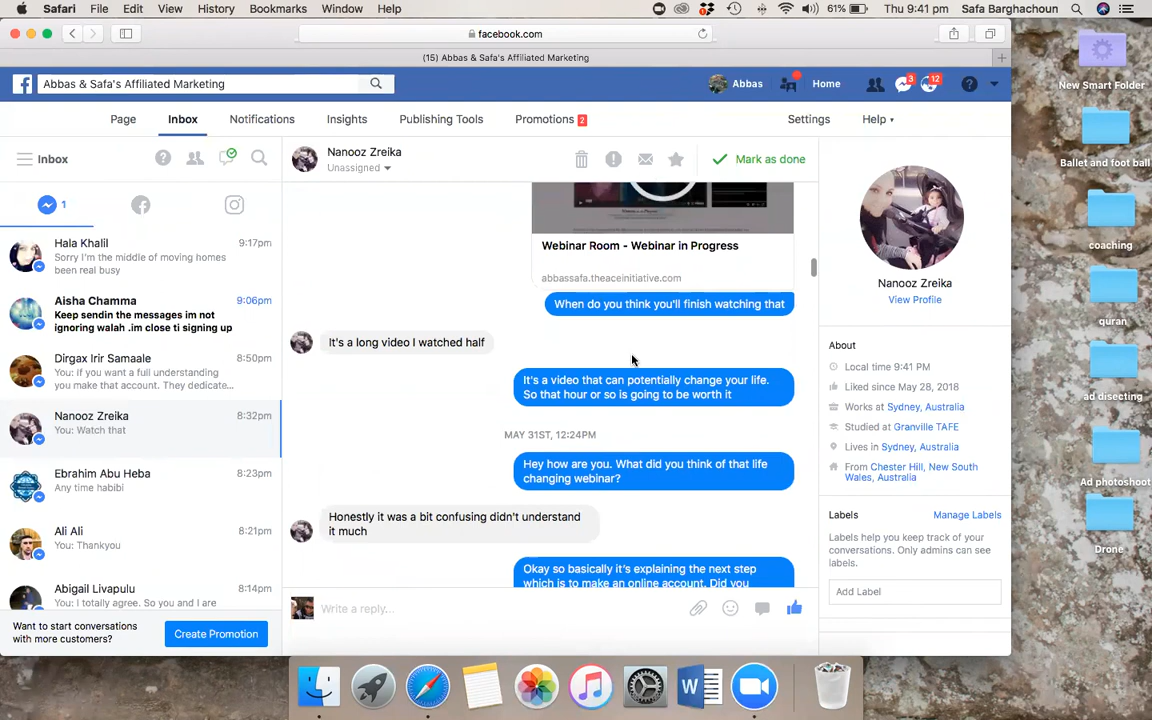 Safari File Edit View History Bookmarks Window Help
61% Thu 9:41 pm Safa Barghachoun
facebook.com
(15) Abbas & Safa's Affiliated Marketing
New Smart Folder
Abbas & Safa's Affiliated Marketing
Abbas Home 3 12
Page Inbox Notifications Insights Publishing Tools Promotions 2 Settings Help
Ballet and foot ball
Inbox
Nanooz Zreika
Unassigned
Mark as done
1
Hala Khalil 9:17pm
Sorry I'm the middle of moving homes
been real busy
Aisha Chamma 9:06pm
Keep sendin the messages im not
ignoring walah .im close ti signing up
Dirgax Irir Samaale 8:50pm
You: If you want a full understanding
you make that account. They dedicate...
Nanooz Zreika 8:32pm
You: Watch that
Ebrahim Abu Heba 8:23pm
Any time habibi
Ali Ali 8:21pm
You: Thankyou
Abigail Livapulu 8:14pm
You: I totally agree. So you and I are
Want to start conversations
with more customers?
Create Promotion
Webinar Room - Webinar in Progress
abbassafa.theaceinitiative.com
When do you think you'll finish watching that
It's a long video I watched half
It's a video that can potentially change your life.
So that hour or so is going to be worth it
MAY 31ST, 12:24PM
Hey how are you. What did you think of that life
changing webinar?
Honestly it was a bit confusing didn't understand
it much
Okay so basically it's explaining the next step
which is to make an online account. Did you
Write a reply...
Nanooz Zreika
View Profile
About
Local time 9:41 PM
Liked since May 28, 2018
Works at Sydney, Australia
Studied at Granville TAFE
Lives in Sydney, Australia
From Chester Hill, New South
Wales, Australia
Labels Manage Labels
Labels help you keep track of your
conversations. Only admins can see
labels.
Add Label
coaching
quran
ad disecting
Ad photoshoot
Drone